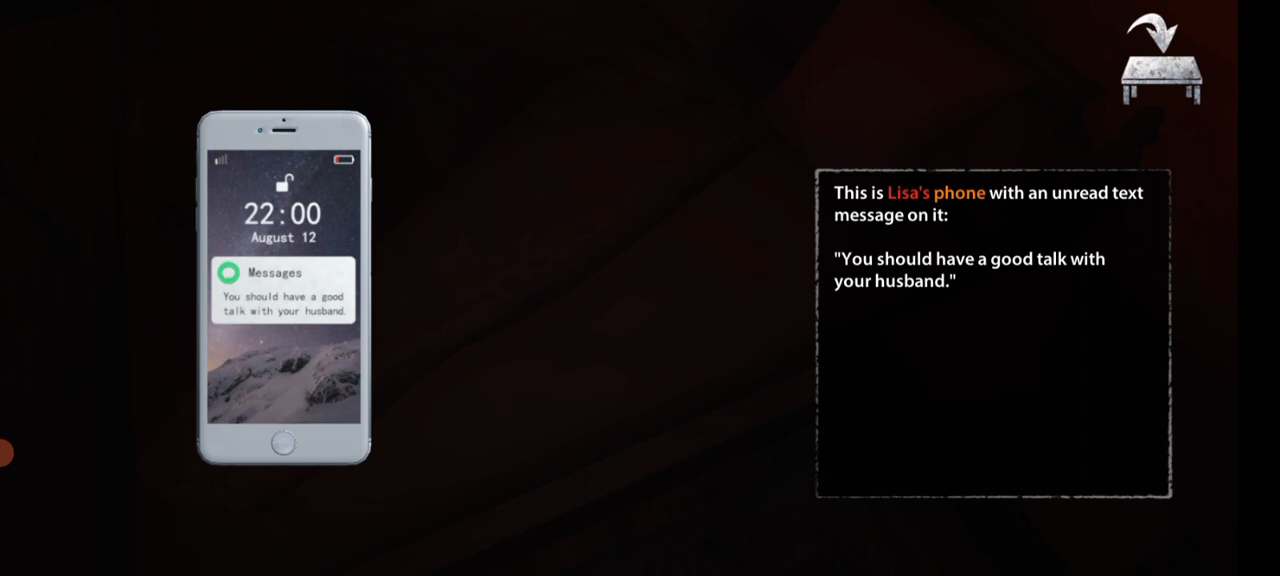 22:00
August 12
Messages
You should have a good
talk with your husband.
This is Lisa's phone with an unread text
message on it:
"You should have a good talk with
your husband."